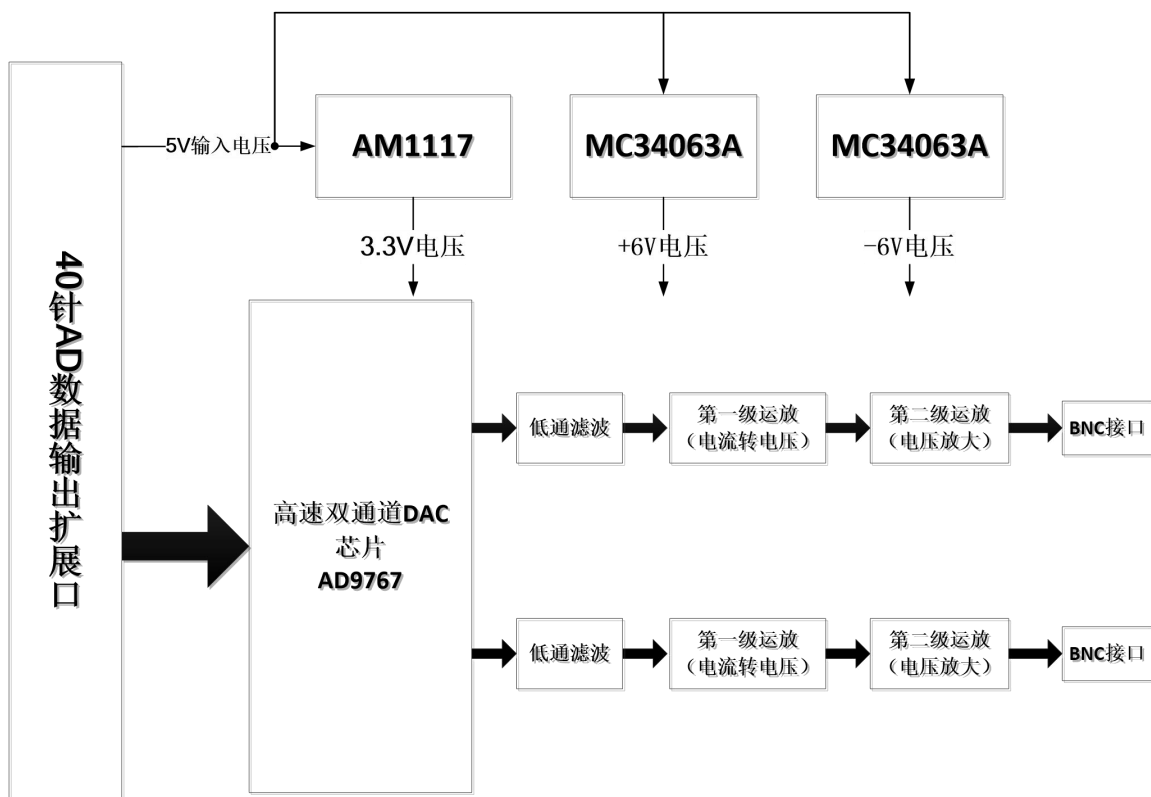 5V输入电压
AM1117
MC34063A
MC34063A
3.3V电压
+6V电压
-6V电压
40针AD数据输出扩展口
高速双通道DAC
芯片
AD9767
低通滤波
第一级运放
（电流转电压）
第二级运放
（电压放大）
BNC接口
低通滤波
第一级运放
（电流转电压）
第二级运放
（电压放大）
BNC接口